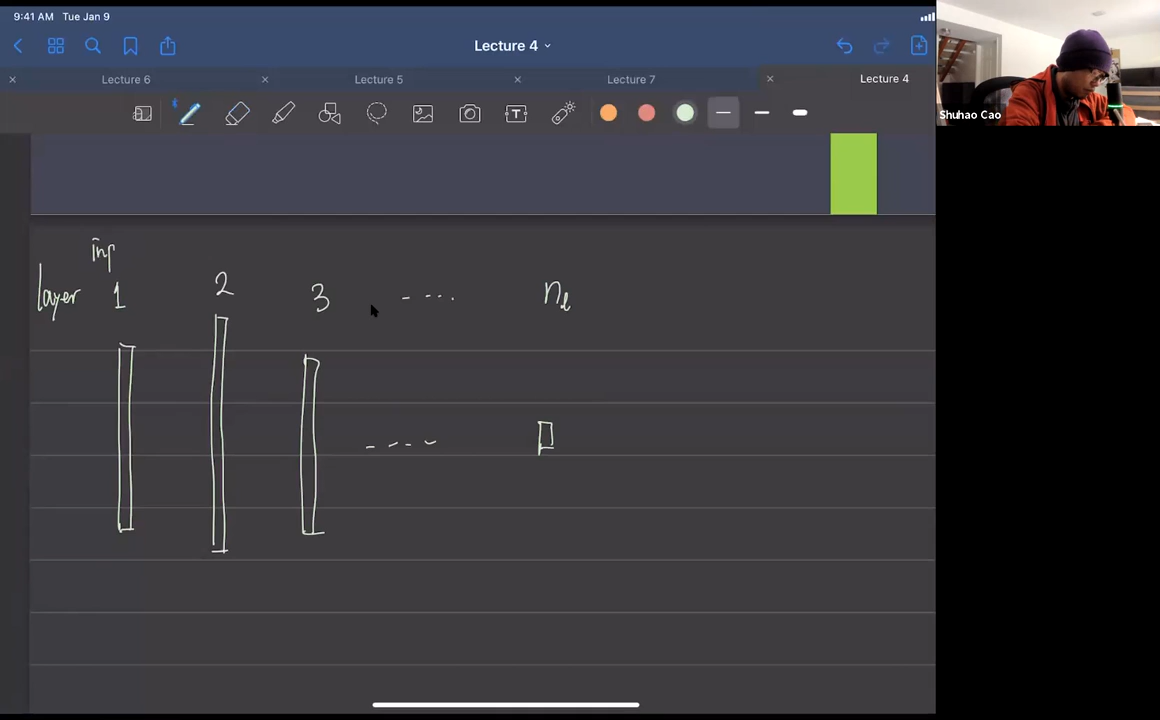 9:41 AM Tue Jan 9
Lecture 4
Lecture 6 Lecture 5 Lecture 7 Lecture 4
Shuhao Cao
inp
layer 1 2 3 ---- nℓ
----